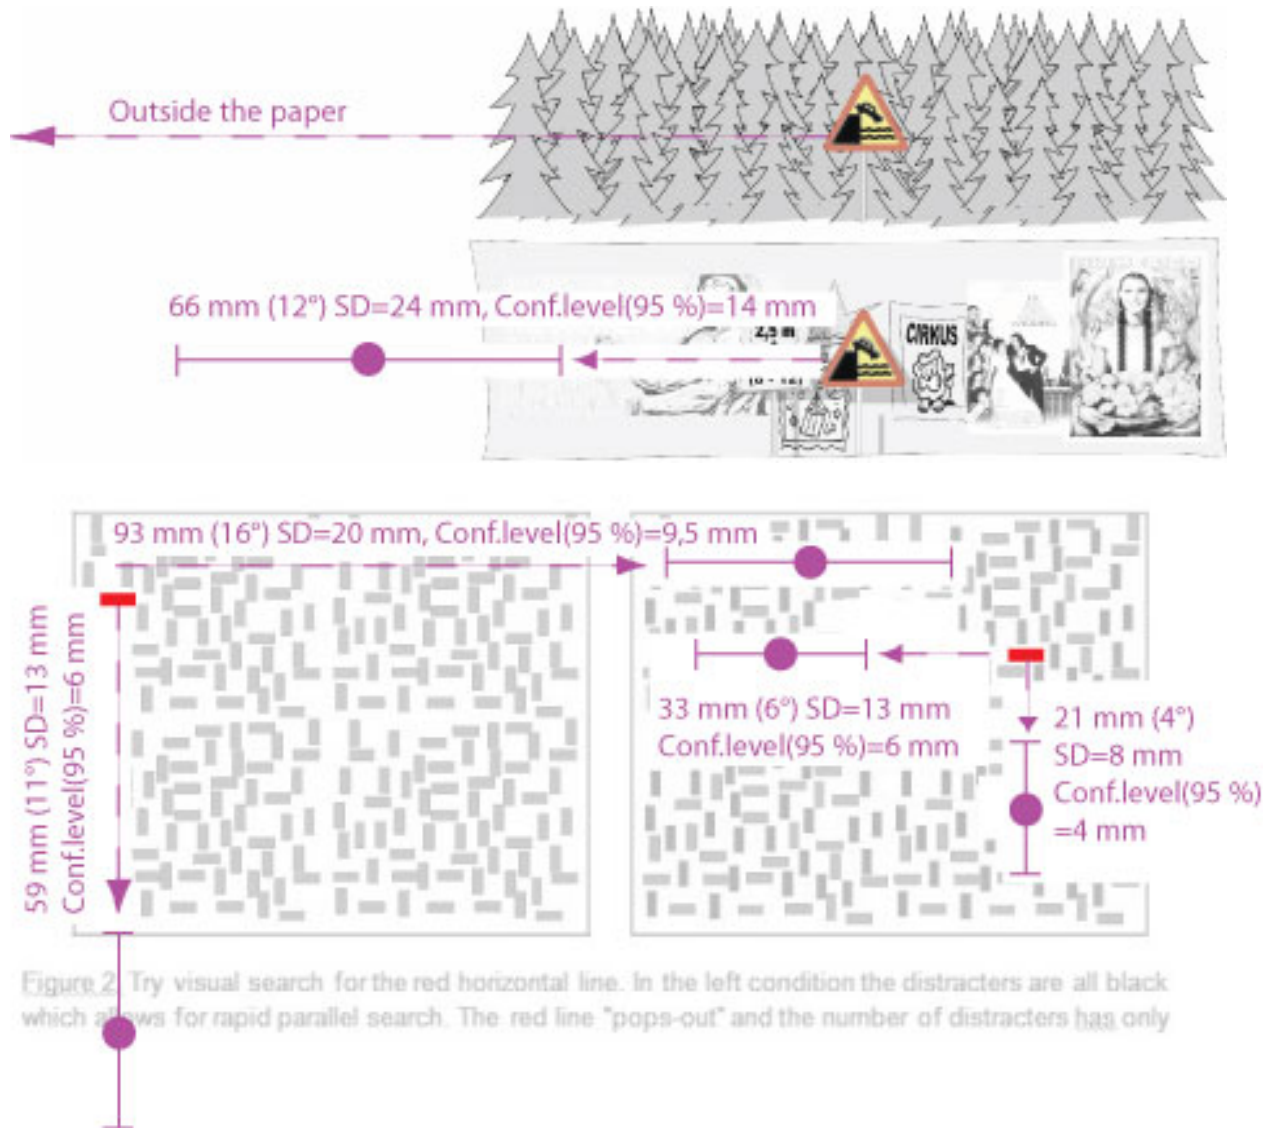 Outside the paper
66 mm (12°) SD=24 mm, Conf.level(95 %)=14 mm
2,5 m
CIRKUS
93 mm (16°) SD=20 mm, Conf.level(95 %)=9,5 mm
59 mm (11°) SD=13 mm
Conf.level(95 %)=6 mm
33 mm (6°) SD=13 mm
Conf.level(95 %)=6 mm
21 mm (4°)
SD=8 mm
Conf.level(95 %)
=4 mm
Figure 2. Try visual search for the red horizontal line. In the left condition the distracters are all black
which allows for rapid parallel search. The red line "pops-out" and the number of distracters has only